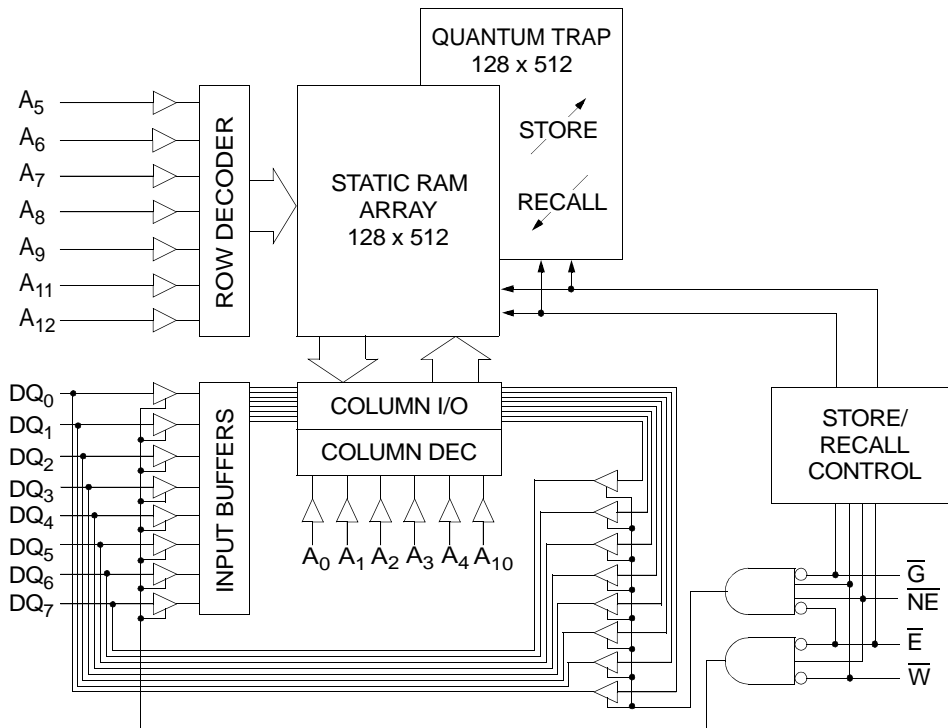 QUANTUM TRAP
128 x 512
STORE
RECALL
A5
A6
A7
A8
A9
A11
A12
ROW DECODER
STATIC RAM
ARRAY
128 x 512
DQ0
DQ1
DQ2
DQ3
DQ4
DQ5
DQ6
DQ7
INPUT BUFFERS
COLUMN I/O
COLUMN DEC
A0 A1 A2 A3 A4 A10
STORE/
RECALL
CONTROL
G̅
N̅E̅
E̅
W̅